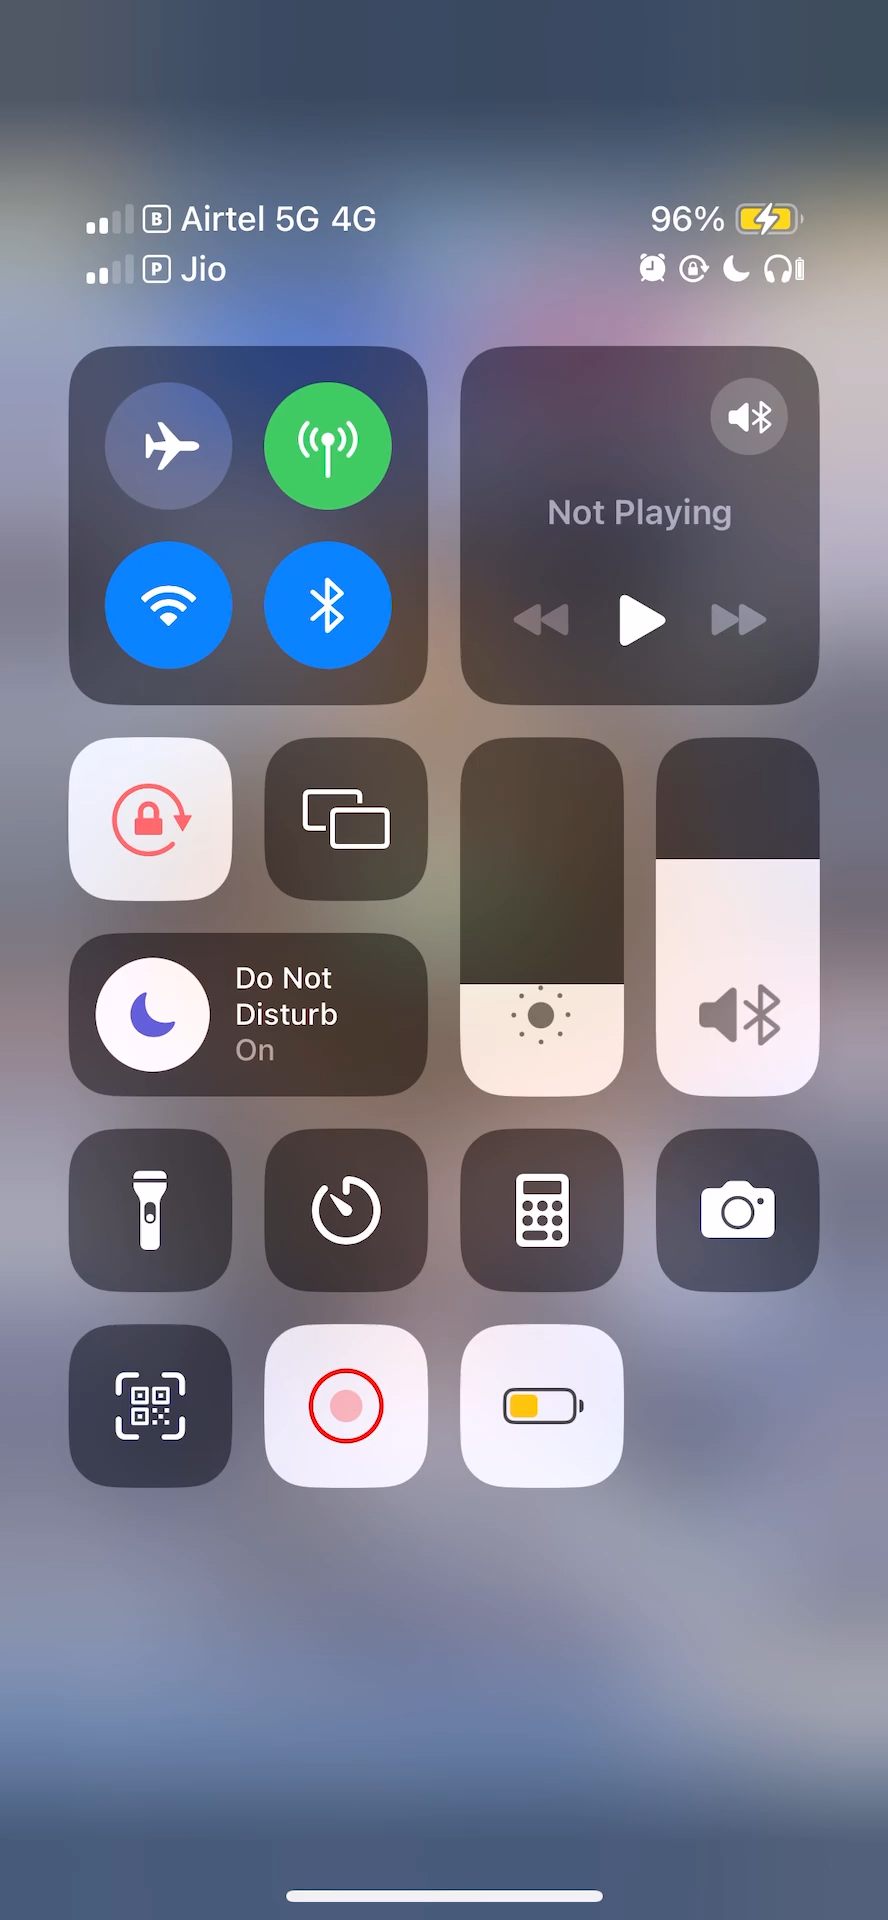 B Airtel 5G 4G 96%
P Jio
Not Playing
Do Not
Disturb
On